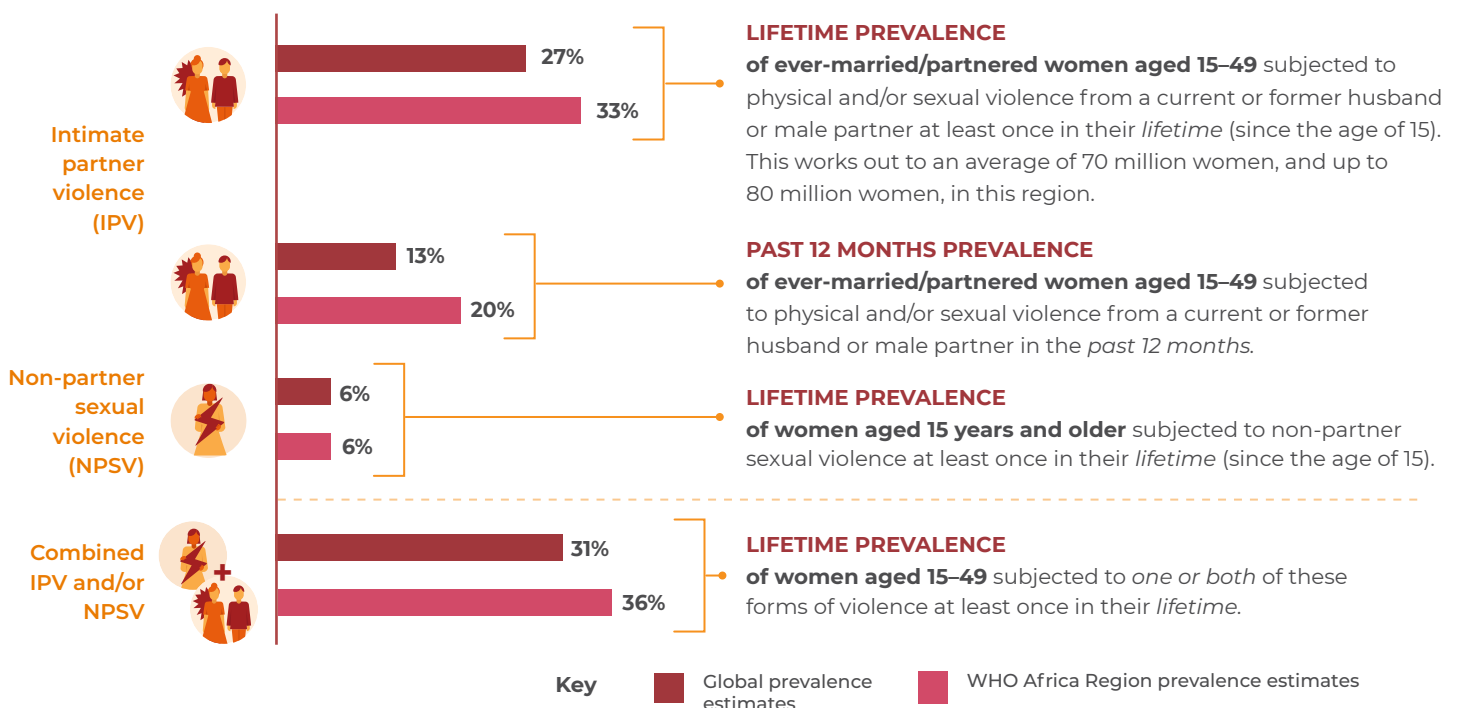 Intimate
partner
violence
(IPV)
27%
33%
LIFETIME PREVALENCE
of ever-married/partnered women aged 15–49 subjected to
physical and/or sexual violence from a current or former husband
or male partner at least once in their lifetime (since the age of 15).
This works out to an average of 70 million women, and up to
80 million women, in this region.
13%
20%
PAST 12 MONTHS PREVALENCE
of ever-married/partnered women aged 15–49 subjected
to physical and/or sexual violence from a current or former
husband or male partner in the past 12 months.
Non-partner
sexual
violence
(NPSV)
6%
6%
LIFETIME PREVALENCE
of women aged 15 years and older subjected to non-partner
sexual violence at least once in their lifetime (since the age of 15).
Combined
IPV and/or
NPSV
31%
36%
LIFETIME PREVALENCE
of women aged 15–49 subjected to one or both of these
forms of violence at least once in their lifetime.
Key
Global prevalence
estimates
WHO Africa Region prevalence estimates